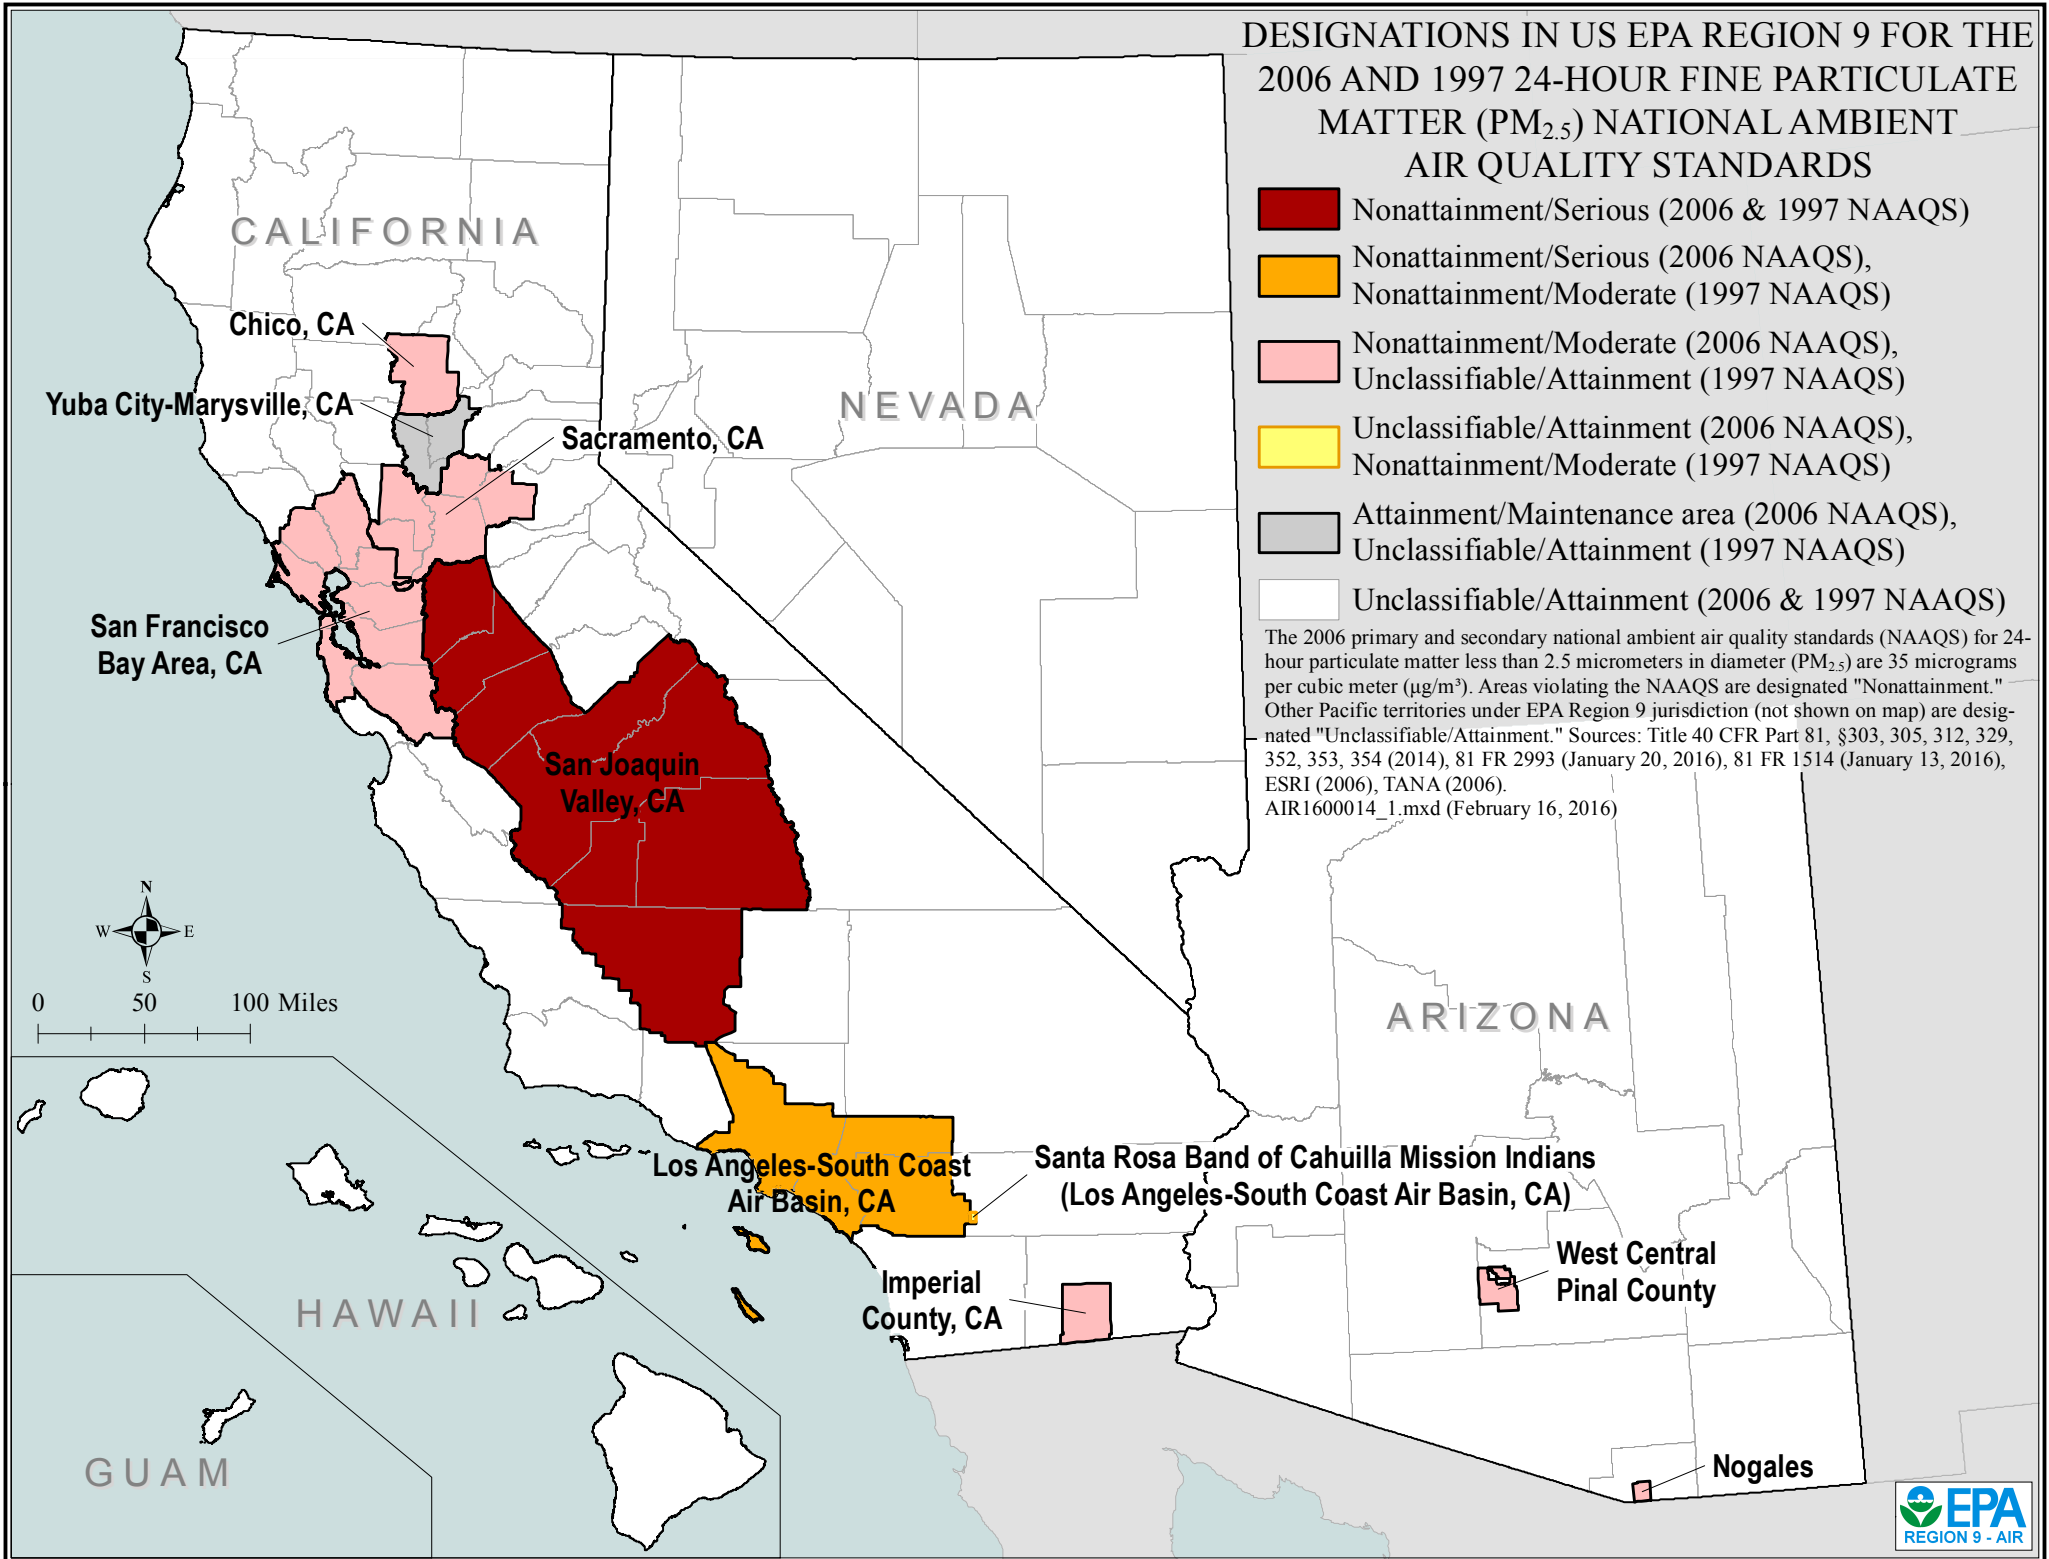 DESIGNATIONS IN US EPA REGION 9 FOR THE
2006 AND 1997 24-HOUR FINE PARTICULATE
MATTER (PM2.5) NATIONAL AMBIENT
AIR QUALITY STANDARDS
Nonattainment/Serious (2006 & 1997 NAAQS)
Nonattainment/Serious (2006 NAAQS),
Nonattainment/Moderate (1997 NAAQS)
Nonattainment/Moderate (2006 NAAQS),
Unclassifiable/Attainment (1997 NAAQS)
Unclassifiable/Attainment (2006 NAAQS),
Nonattainment/Moderate (1997 NAAQS)
Attainment/Maintenance area (2006 NAAQS),
Unclassifiable/Attainment (1997 NAAQS)
Unclassifiable/Attainment (2006 & 1997 NAAQS)
The 2006 primary and secondary national ambient air quality standards (NAAQS) for 24-
hour particulate matter less than 2.5 micrometers in diameter (PM2.5) are 35 micrograms
per cubic meter (µg/m³). Areas violating the NAAQS are designated "Nonattainment."
Other Pacific territories under EPA Region 9 jurisdiction (not shown on map) are desig-
nated "Unclassifiable/Attainment." Sources: Title 40 CFR Part 81, §303, 305, 312, 329,
352, 353, 354 (2014), 81 FR 2993 (January 20, 2016), 81 FR 1514 (January 13, 2016),
ESRI (2006), TANA (2006).
AIR1600014_1.mxd (February 16, 2016)
CALIFORNIA
Chico, CA
Yuba City-Marysville, CA
NEVADA
Sacramento, CA
San Francisco
Bay Area, CA
San Joaquin
Valley, CA
N
W
E
S
0
50
100 Miles
ARIZONA
Los Angeles-South Coast
Air Basin, CA
Santa Rosa Band of Cahuilla Mission Indians
(Los Angeles-South Coast Air Basin, CA)
West Central
Pinal County
Imperial
County, CA
HAWAII
GUAM
Nogales
EPA
REGION 9 - AIR